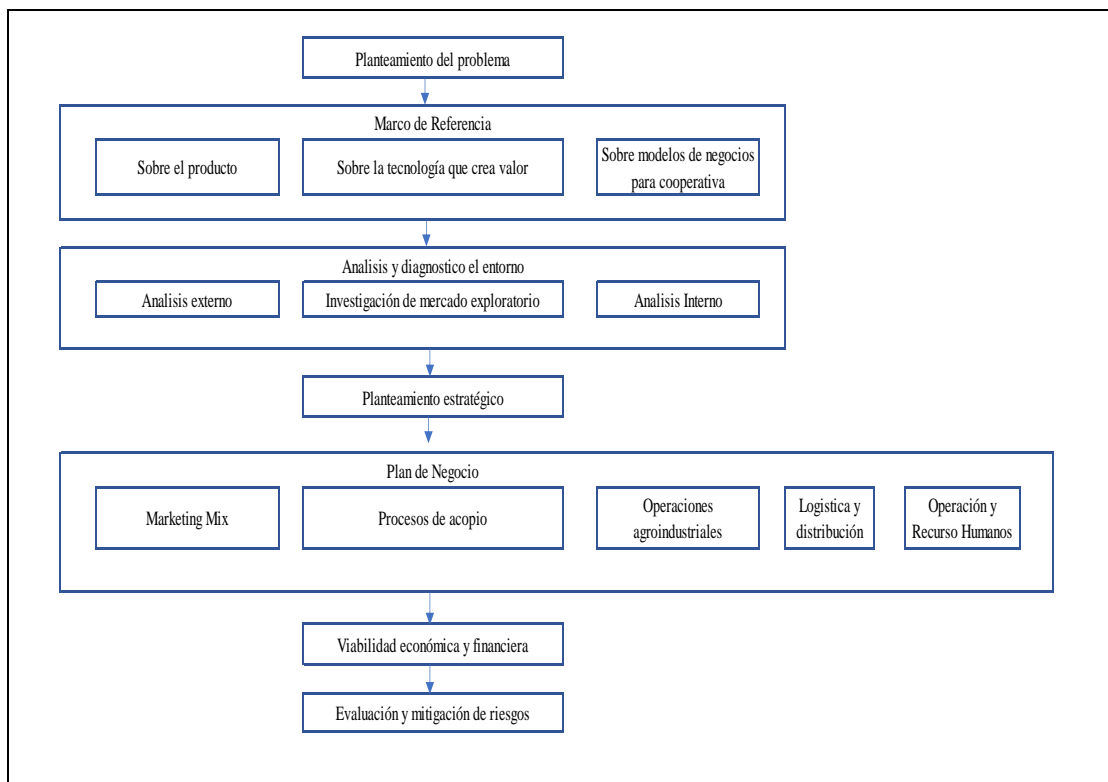 Planteamiento del problema
Marco de Referencia
Sobre el producto
Sobre la tecnología que crea valor
Sobre modelos de negocios
para cooperativa
Analisis y diagnostico el entorno
Analisis externo
Investigación de mercado exploratorio
Analisis Interno
Planteamiento estratégico
Plan de Negocio
Marketing Mix
Procesos de acopio
Operaciones
agroindustriales
Logistica y
distribución
Operación y
Recurso Humanos
Viabilidad económica y financiera
Evaluación y mitigación de riesgos